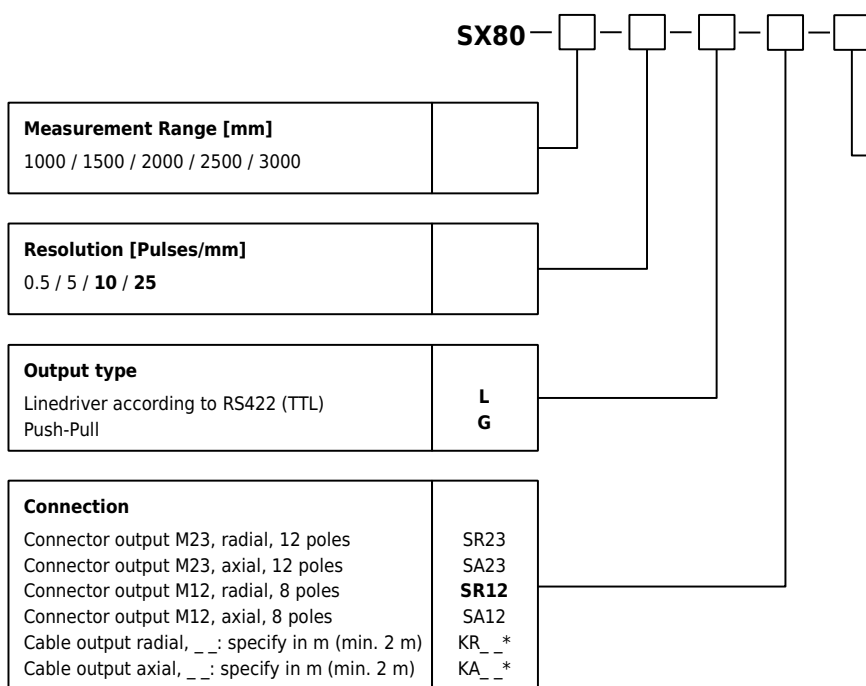 SX80
Measurement Range [mm]
1000 / 1500 / 2000 / 2500 / 3000
Resolution [Pulses/mm]
0.5 / 5 / 10 / 25
Output type
Linedriver according to RS422 (TTL) L
Push-Pull G
Connection
Connector output M23, radial, 12 poles SR23
Connector output M23, axial, 12 poles SA23
Connector output M12, radial, 8 poles SR12
Connector output M12, axial, 8 poles SA12
Cable output radial, _ _: specify in m (min. 2 m) KR_ _*
Cable output axial, _ _: specify in m (min. 2 m) KA_ _*